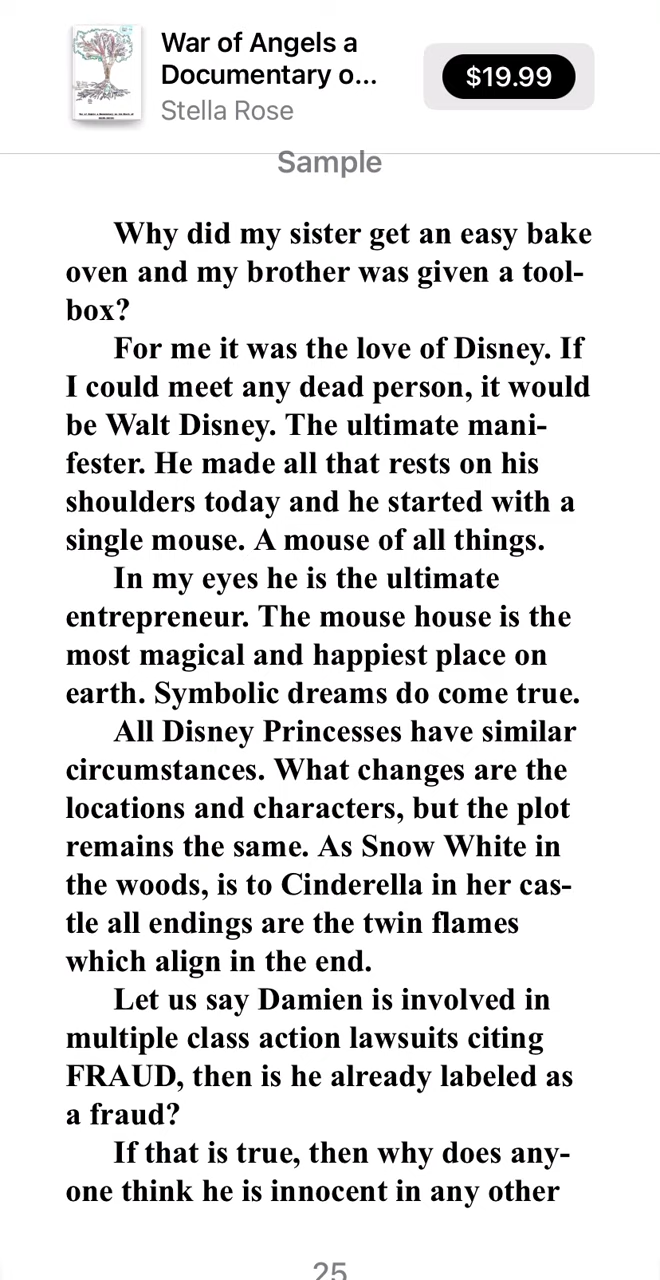 War of Angels a
Documentary o...
Stella Rose
$19.99
Sample
Why did my sister get an easy bake
oven and my brother was given a tool-
box?
For me it was the love of Disney. If
I could meet any dead person, it would
be Walt Disney. The ultimate mani-
fester. He made all that rests on his
shoulders today and he started with a
single mouse. A mouse of all things.
In my eyes he is the ultimate
entrepreneur. The mouse house is the
most magical and happiest place on
earth. Symbolic dreams do come true.
All Disney Princesses have similar
circumstances. What changes are the
locations and characters, but the plot
remains the same. As Snow White in
the woods, is to Cinderella in her cas-
tle all endings are the twin flames
which align in the end.
Let us say Damien is involved in
multiple class action lawsuits citing
FRAUD, then is he already labeled as
a fraud?
If that is true, then why does any-
one think he is innocent in any other
25